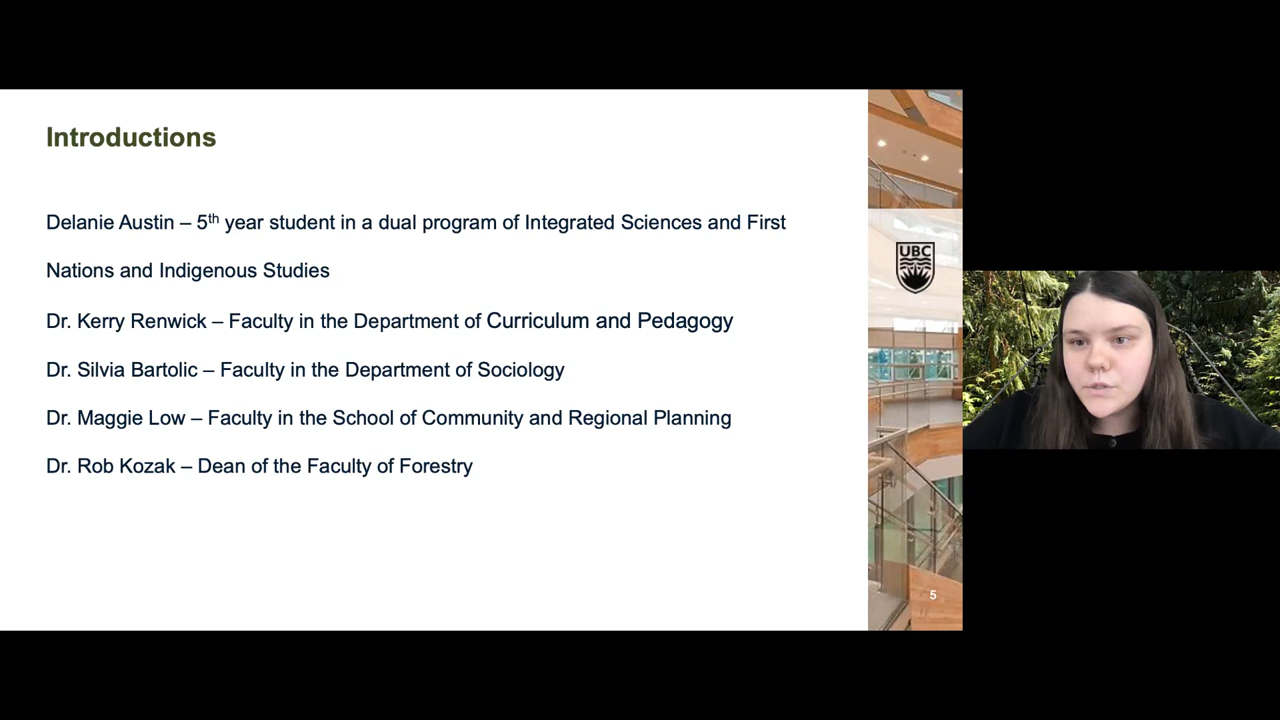 Introductions
Delanie Austin – 5th year student in a dual program of Integrated Sciences and First
Nations and Indigenous Studies
Dr. Kerry Renwick – Faculty in the Department of Curriculum and Pedagogy
Dr. Silvia Bartolic – Faculty in the Department of Sociology
Dr. Maggie Low – Faculty in the School of Community and Regional Planning
Dr. Rob Kozak – Dean of the Faculty of Forestry
UBC
5